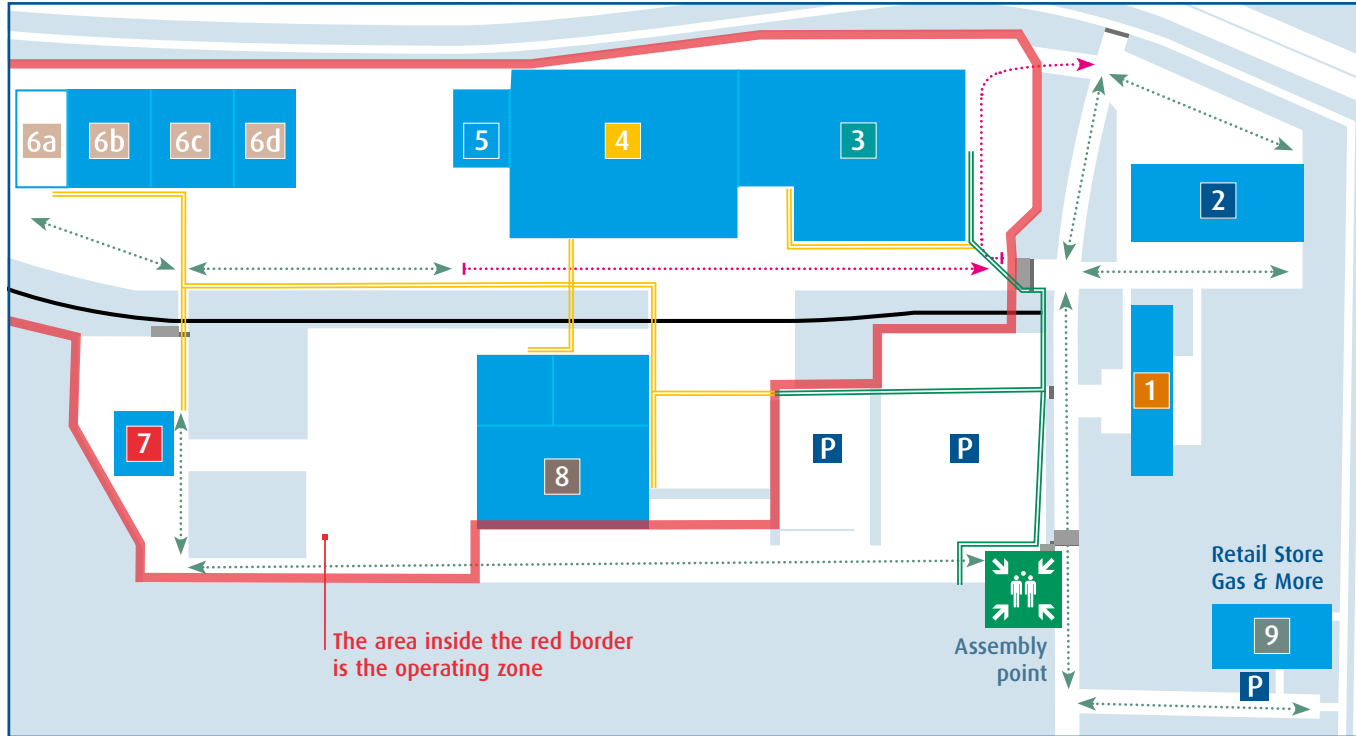 6a
6b
6c
6d
5
4
3
2
1
7
8
P
P
Retail Store
Gas & More
9
P
Assembly
point
The area inside the red border
is the operating zone